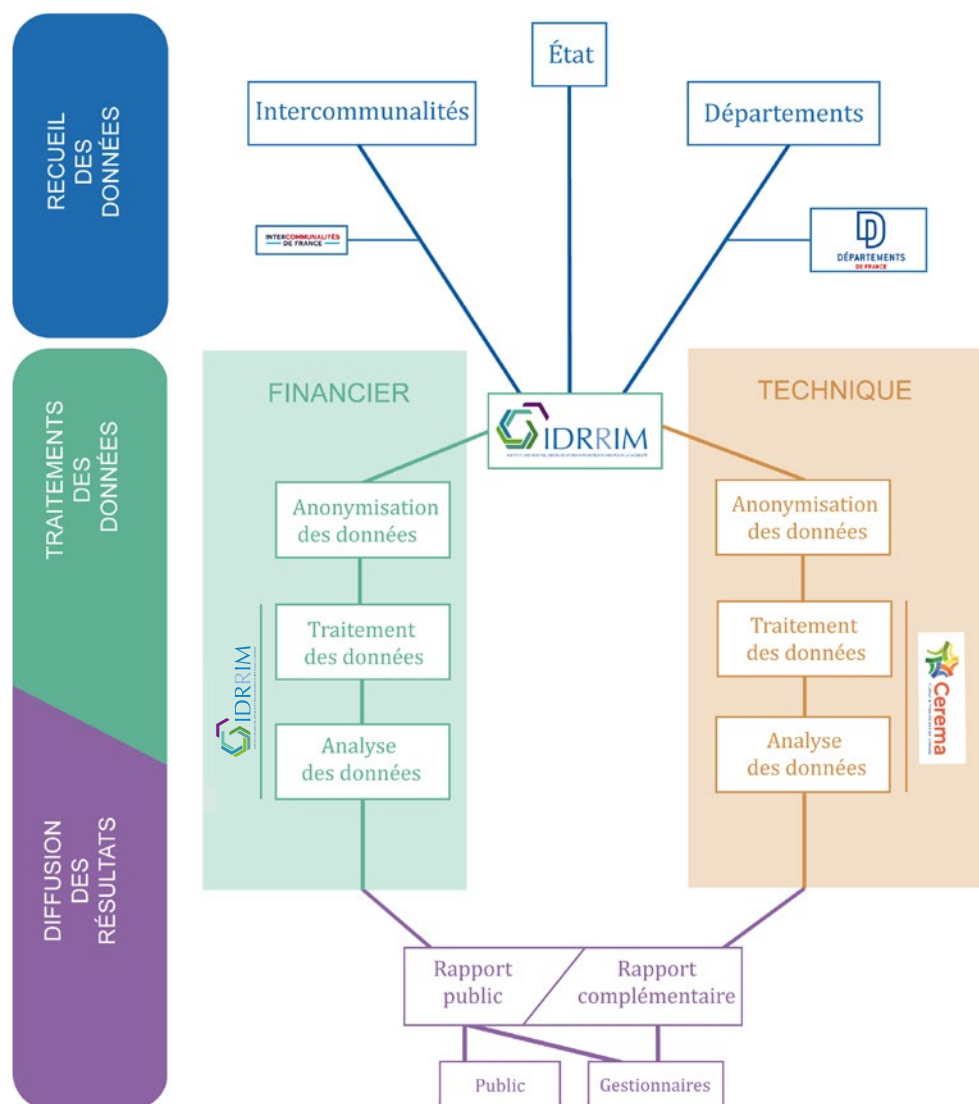 RECUEIL
DES
DONNÉES
État
Intercommunalités
Départements
INTERCOMMUNALITÉS
DE FRANCE
DÉPARTEMENTS
DE FRANCE
TRAITEMENTS
DES
DONNÉES
FINANCIER
TECHNIQUE
IDRRIM
Anonymisation
des données
Anonymisation
des données
Traitement
des données
Traitement
des données
IDRRIM
Cerema
Analyse
des données
Analyse
des données
DIFFUSION
DES
RÉSULTATS
Rapport
public
Rapport
complémentaire
Public
Gestionnaires